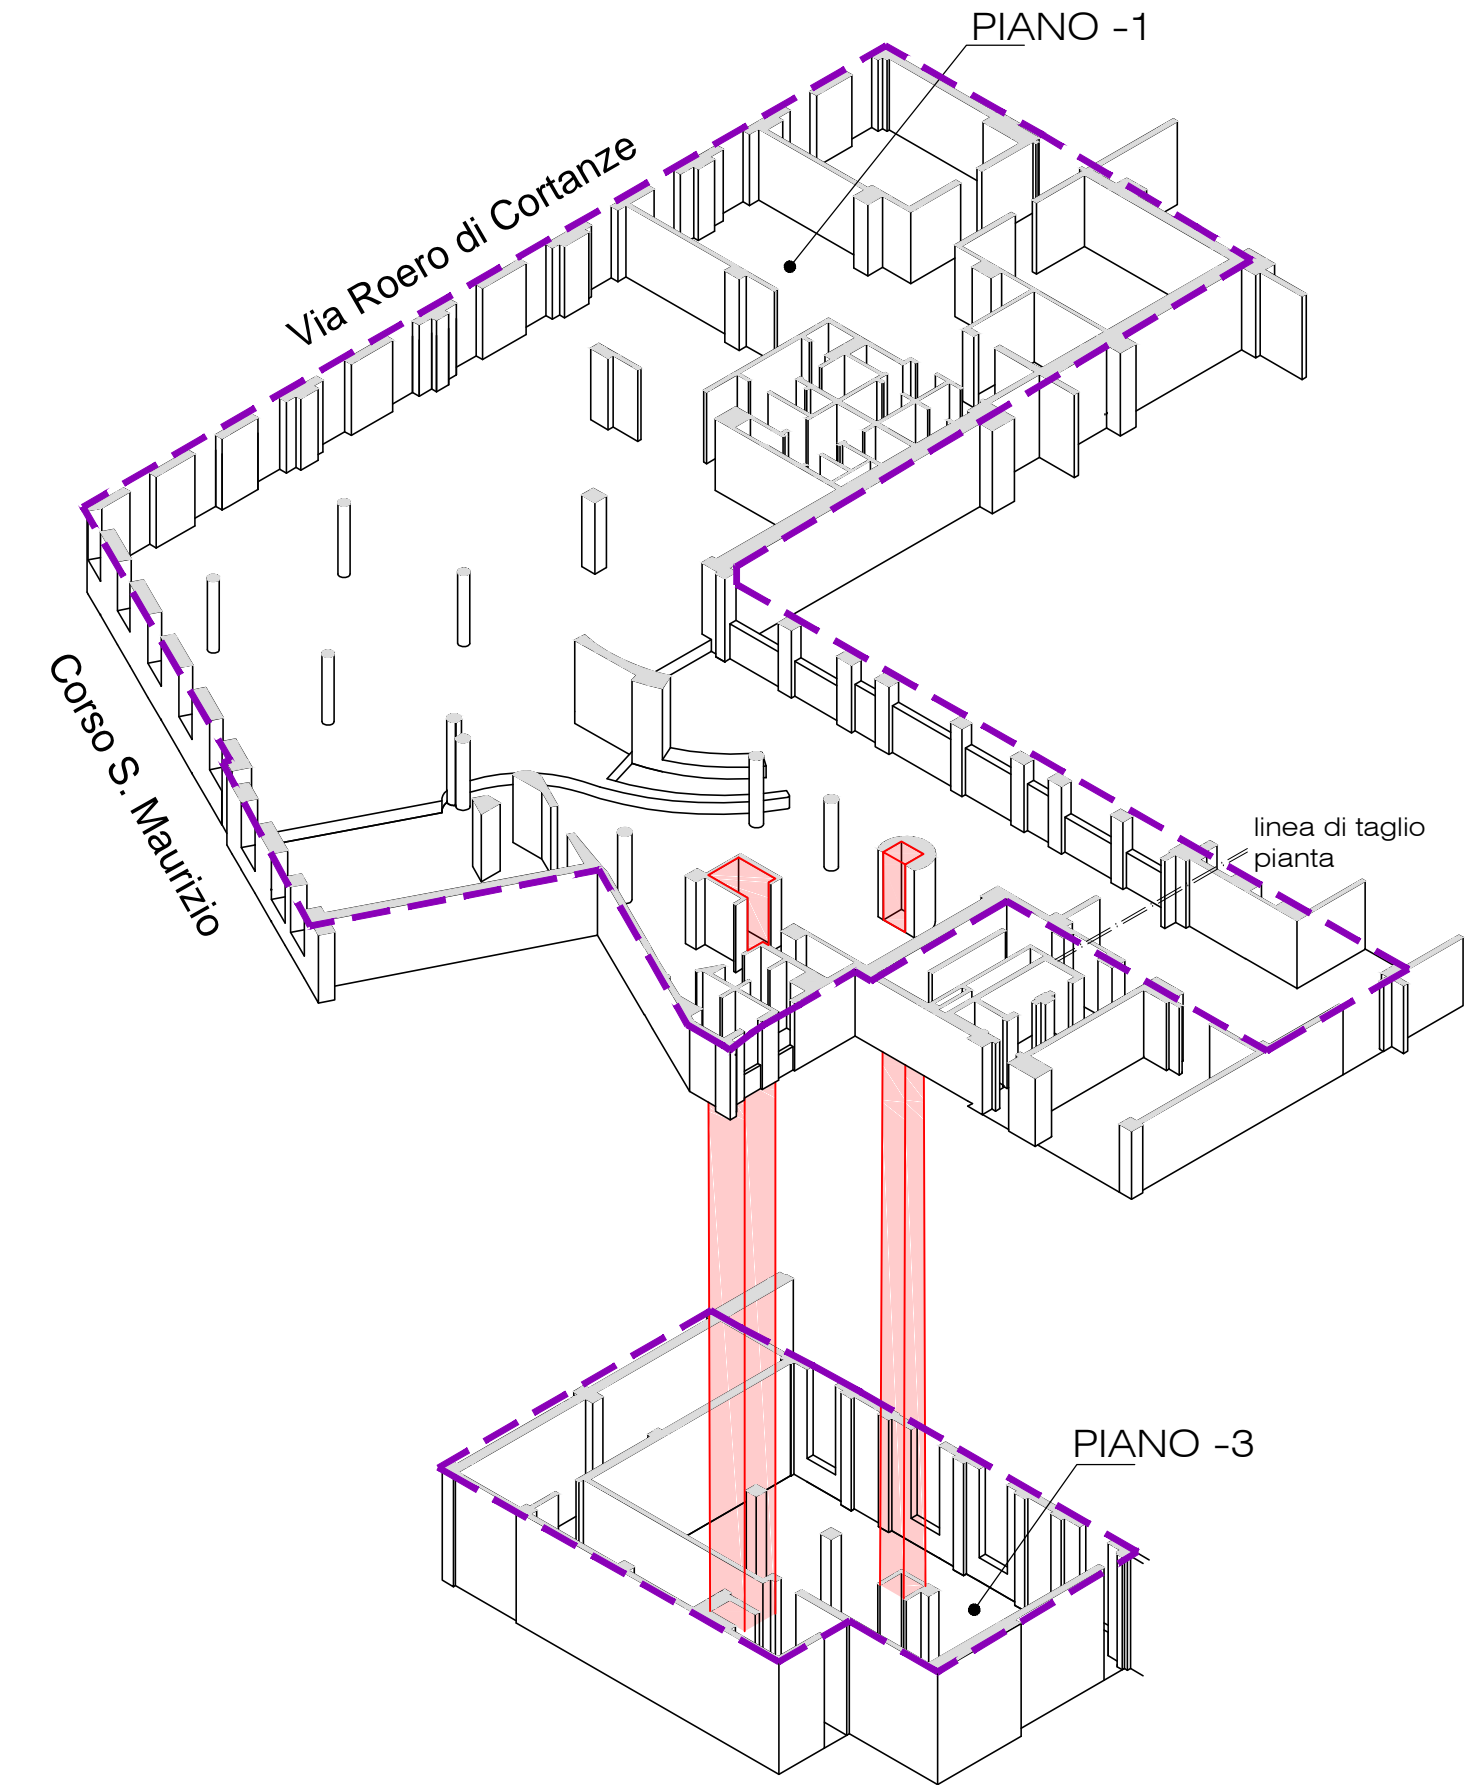 PIANO -1
Via Roero di Cortanze
Corso S. Maurizio
linea di taglio
pianta
PIANO -3